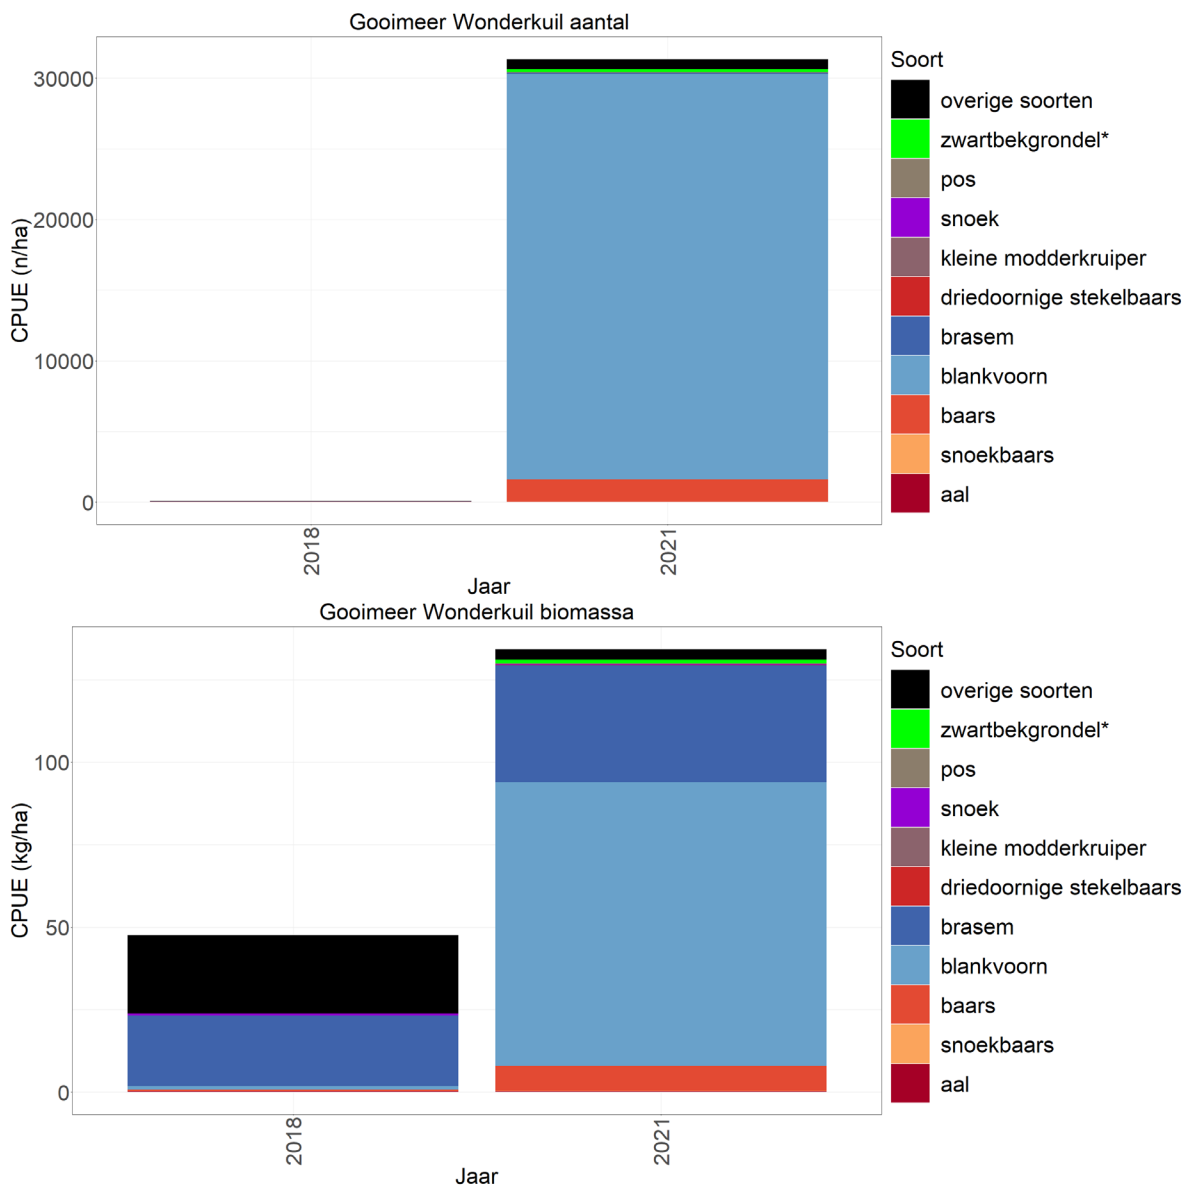 Gooimeer Wonderkuil aantal
CPUE (n/ha)
30000
20000
10000
0
2018
2021
Jaar
Soort
overige soorten
zwartbekgrondel*
pos
snoek
kleine modderkruiper
driedoornige stekelbaars
brasem
blankvoorn
baars
snoekbaars
aal
Gooimeer Wonderkuil biomassa
CPUE (kg/ha)
100
50
0
2018
2021
Jaar
Soort
overige soorten
zwartbekgrondel*
pos
snoek
kleine modderkruiper
driedoornige stekelbaars
brasem
blankvoorn
baars
snoekbaars
aal